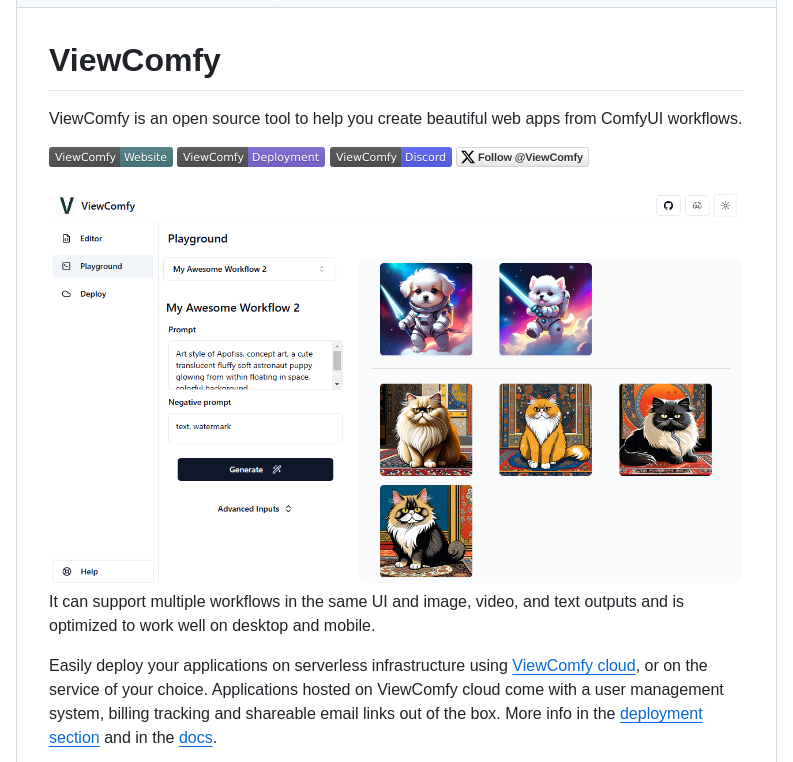 ViewComfy
ViewComfy is an open source tool to help you create beautiful web apps from ComfyUI workflows.
ViewComfy Website ViewComfy Deployment ViewComfy Discord Follow @ViewComfy
V ViewComfy
Editor
Playground
Deploy
Help
Playground
My Awesome Workflow 2
My Awesome Workflow 2
Prompt
Art style of Apofiss. concept art, a cute
translucent fluffy soft astronaut puppy
glowing from within floating in space.
colorful background
Negative prompt
text, watermark
Generate
Advanced Inputs
It can support multiple workflows in the same UI and image, video, and text outputs and is
optimized to work well on desktop and mobile.
Easily deploy your applications on serverless infrastructure using ViewComfy cloud, or on the
service of your choice. Applications hosted on ViewComfy cloud come with a user management
system, billing tracking and shareable email links out of the box. More info in the deployment
section and in the docs.